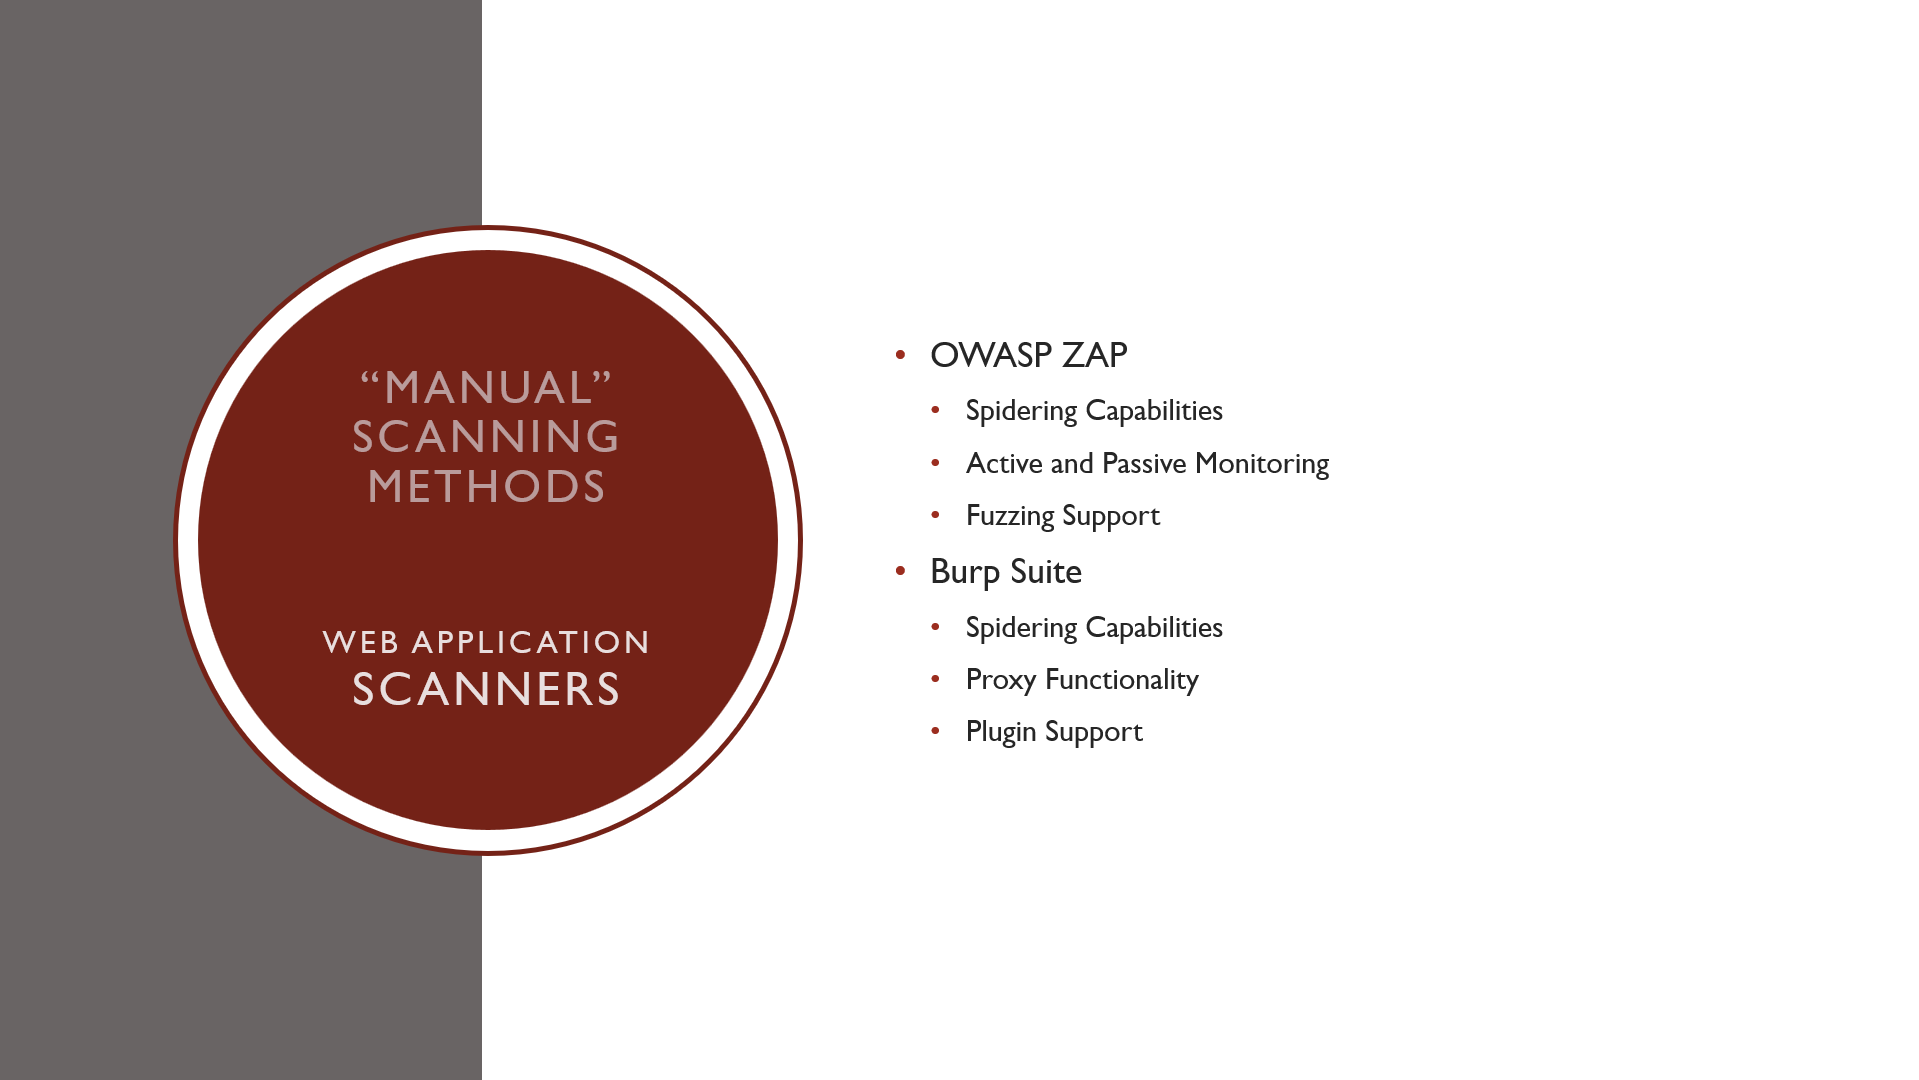 “MANUAL”
SCANNING
METHODS
WEB APPLICATION
SCANNERS
• OWASP ZAP
• Spidering Capabilities
• Active and Passive Monitoring
• Fuzzing Support
• Burp Suite
• Spidering Capabilities
• Proxy Functionality
• Plugin Support